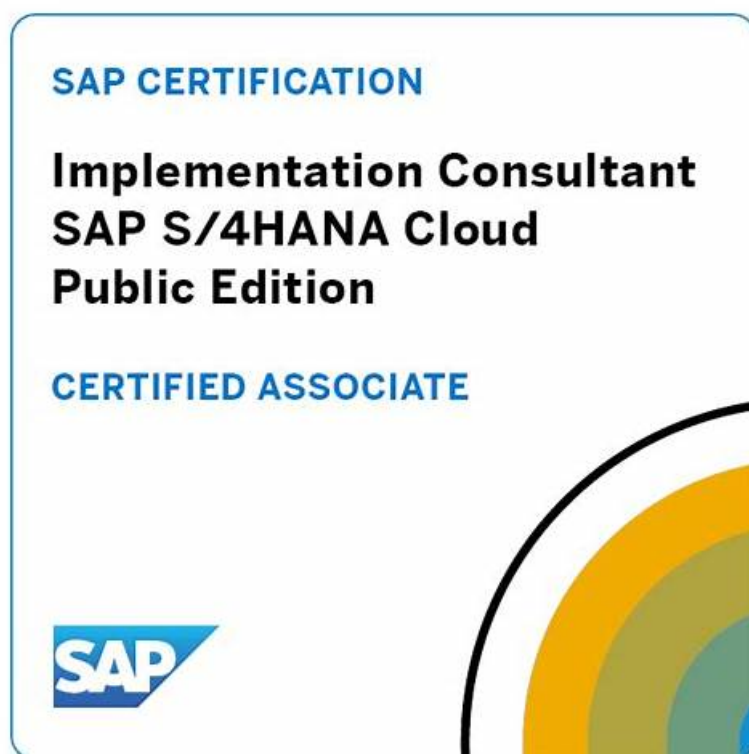 SAP CERTIFICATION
Implementation Consultant
SAP S/4HANA Cloud
Public Edition
CERTIFIED ASSOCIATE
SAP